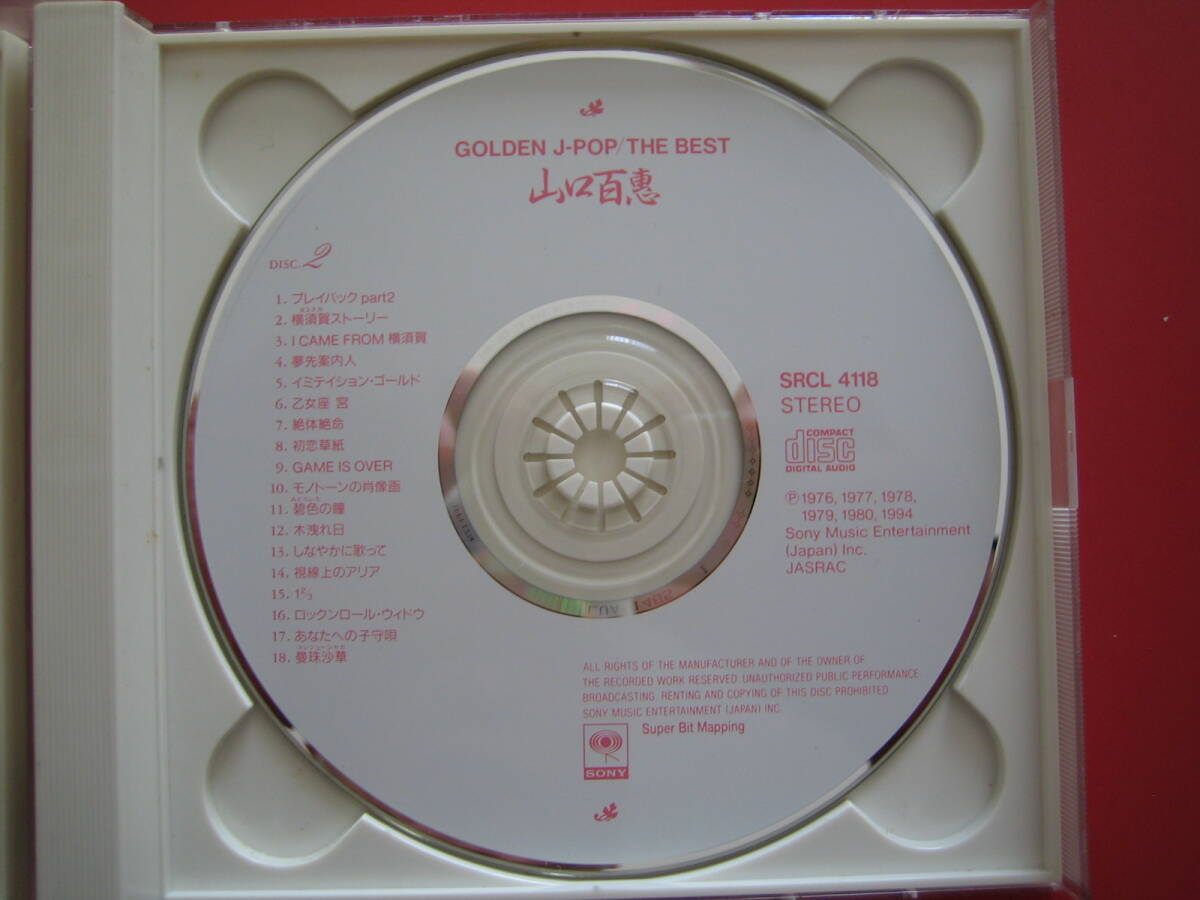 GOLDEN J-POP/THE BEST
山口百惠
DISC. 2
1. プレイバック part2
2. 横須賀ストーリー
3. I CAME FROM 横須賀
4. 夢先案内人
5. イミテイション・ゴールド
6. 乙女座 宮
7. 絶体絶命
8. 初恋草紙
9. GAME IS OVER
10. モノトーンの肖像画
11. 碧色の瞳
12. 木洩れ日
13. しなやかに歌って
14. 視線上のアリア
15. 1 2/3
16. ロックンロール・ウィドウ
17. あなたへの子守唄
18. 曼珠沙華
SRCL 4118
STEREO
COMPACT
disc
DIGITAL AUDIO
℗1976, 1977, 1978,
1979, 1980, 1994
Sony Music Entertainment
(Japan) Inc.
JASRAC
ALL RIGHTS OF THE MANUFACTURER AND OF THE OWNER OF
THE RECORDED WORK RESERVED. UNAUTHORIZED PUBLIC PERFORMANCE
BROADCASTING, RENTING AND COPYING OF THIS DISC PROHIBITED
SONY MUSIC ENTERTAINMENT (JAPAN) INC.
Super Bit Mapping
SONY